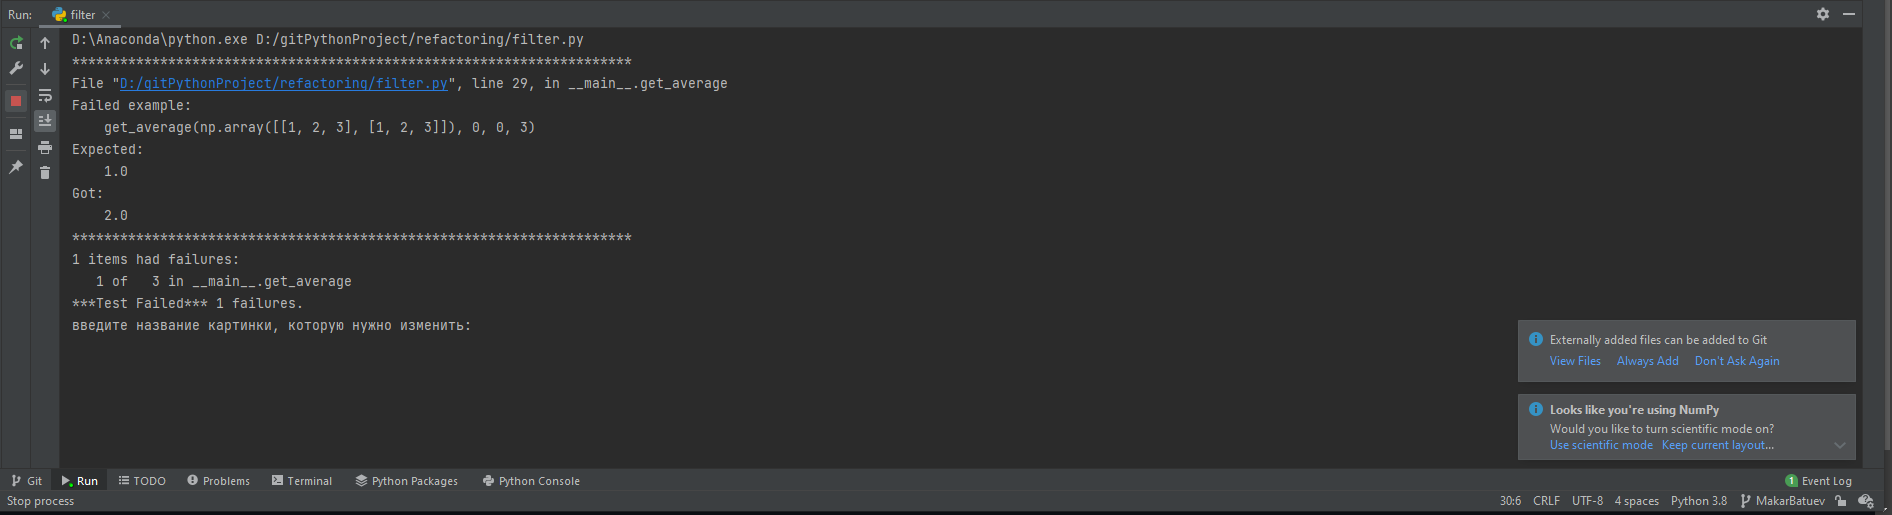 Run: filter
D:\Anaconda\python.exe D:/gitPythonProject/refactoring/filter.py
**********************************************************************
File "D:/gitPythonProject/refactoring/filter.py", line 29, in __main__.get_average
Failed example:
    get_average(np.array([[1, 2, 3], [1, 2, 3]]), 0, 0, 3)
Expected:
    1.0
Got:
    2.0
**********************************************************************
1 items had failures:
   1 of   3 in __main__.get_average
***Test Failed*** 1 failures.
введите название картинки, которую нужно изменить:
Externally added files can be added to Git
View Files Always Add Don't Ask Again
Looks like you're using NumPy
Would you like to turn scientific mode on?
Use scientific mode Keep current layout...
Git Run TODO Problems Terminal Python Packages Python Console 1 Event Log
Stop process 30:6 CRLF UTF-8 4 spaces Python 3.8 MakarBatuev